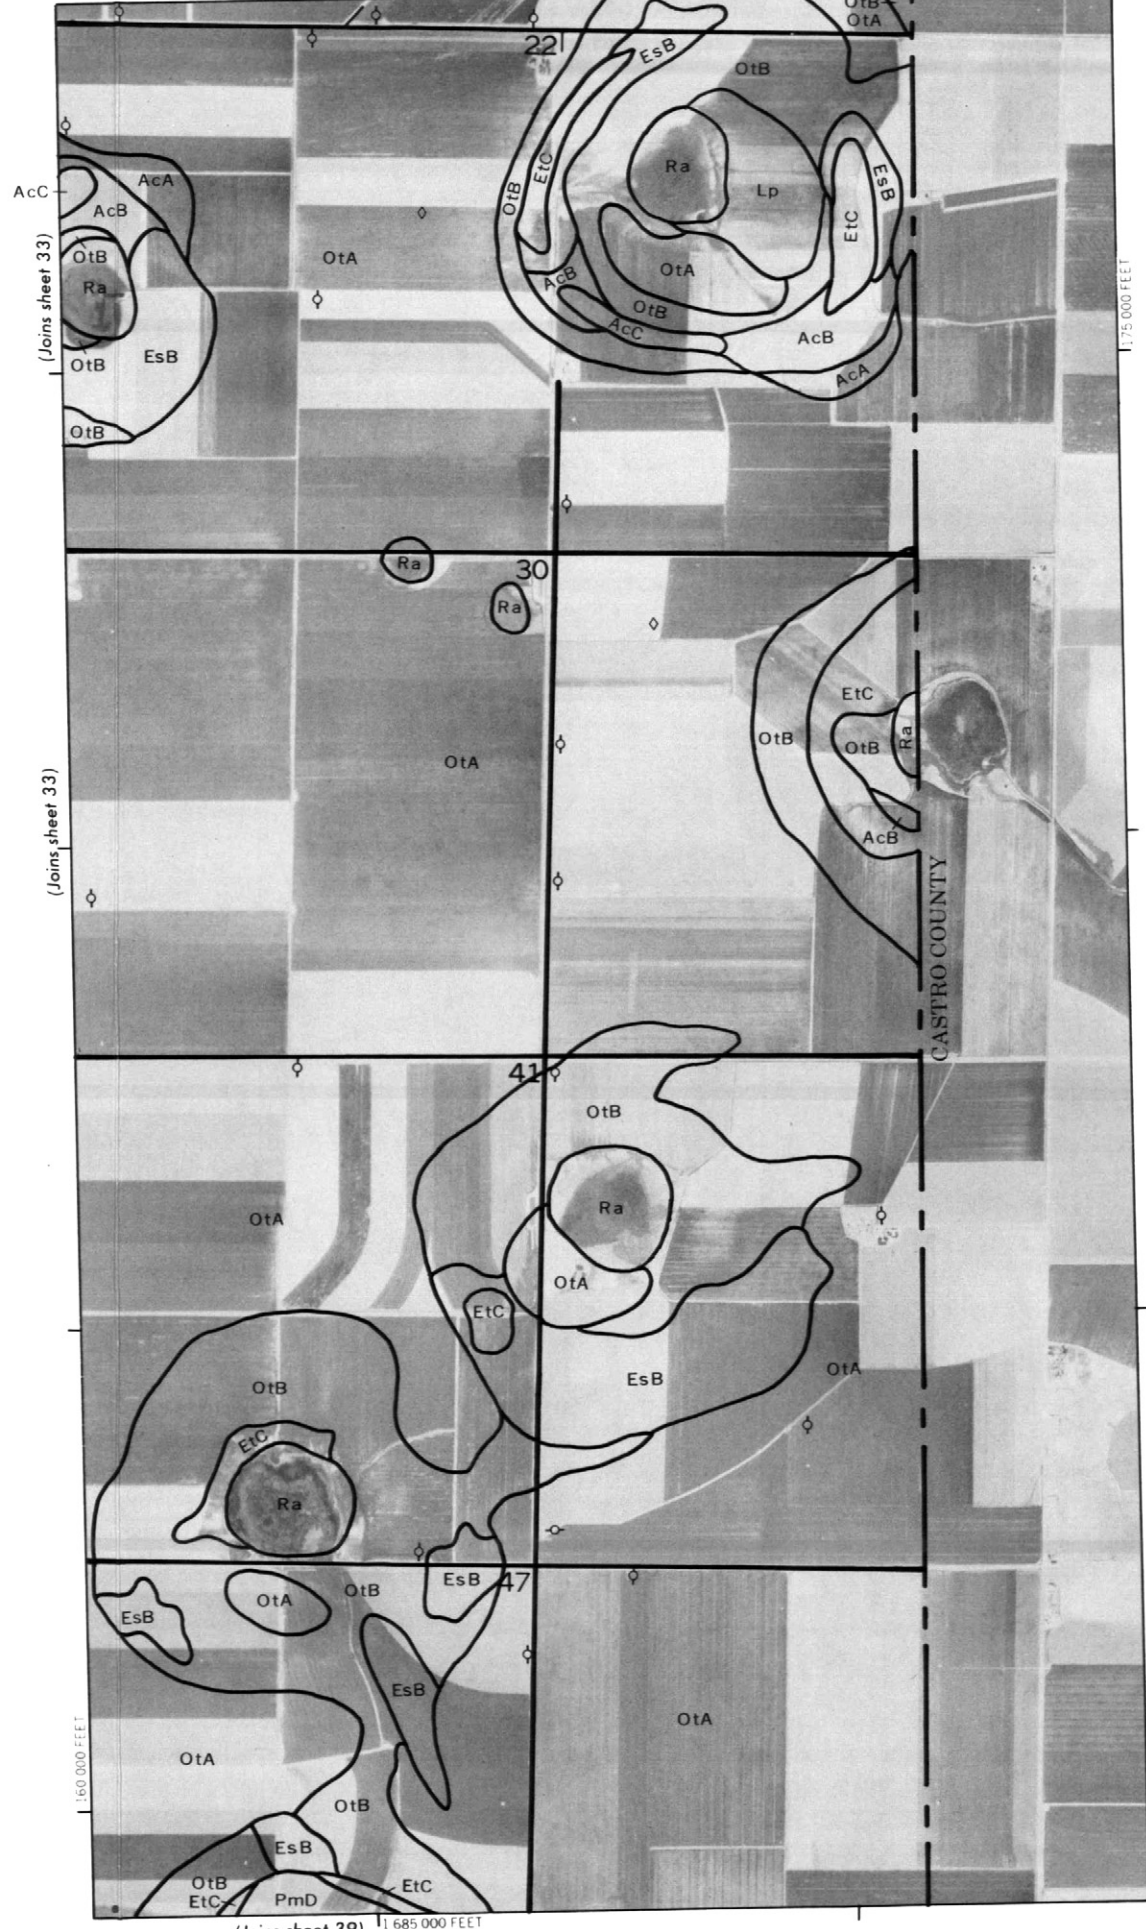 OtB
OtA
22
EsB
OtB
AcC
AcA
AcB
OtB
EtC
Ra
Lp
EsB
EtC
(Joins sheet 33)
OtB
Ra
OtA
OtA
AcB
OtB
AcC
AcB
AcA
175 000 FEET
OtB
EsB
OtB
Ra
30
Ra
EtC
OtB
OtB
Ra
OtA
(Joins sheet 33)
AcB
CASTRO COUNTY
41
OtB
Ra
OtA
OtA
EtC
EsB
OtA
OtB
EtC
Ra
EsB
47
OtB
OtA
EsB
EsB
OtA
OtA
160 000 FEET
OtB
EsB
OtB
EtC
PmD
EtC
(Joins sheet 39)
1 685 000 FEET